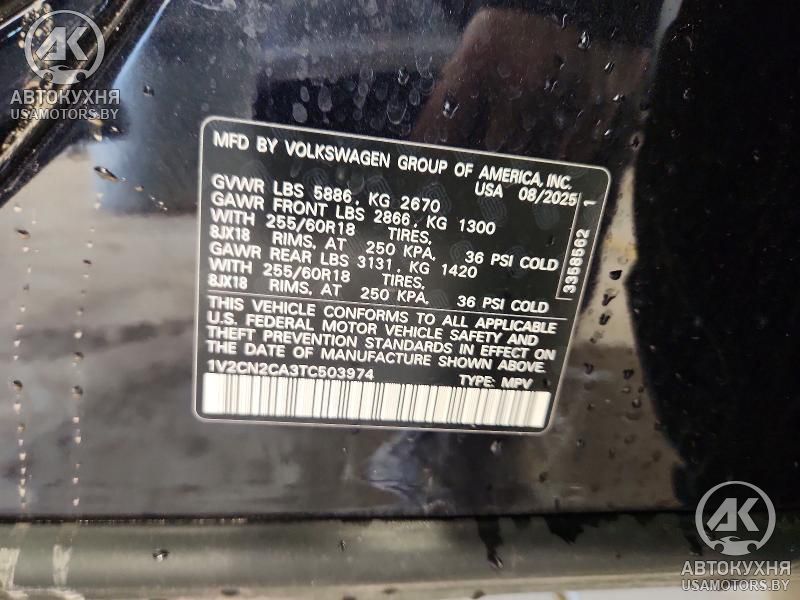 АК
АВТОКУХНЯ
USAMOTORS.BY
MFD BY VOLKSWAGEN GROUP OF AMERICA, INC.
USA 08/2025
GVWR LBS 5886, KG 2670
GAWR FRONT LBS 2866, KG 1300
WITH 255/60R18 TIRES,
8JX18 RIMS, AT 250 KPA, 36 PSI COLD
GAWR REAR LBS 3131, KG 1420
WITH 255/60R18 TIRES,
8JX18 RIMS, AT 250 KPA, 36 PSI COLD
3358562 1
THIS VEHICLE CONFORMS TO ALL APPLICABLE
U.S. FEDERAL MOTOR VEHICLE SAFETY AND
THEFT PREVENTION STANDARDS IN EFFECT ON
THE DATE OF MANUFACTURE SHOWN ABOVE.
1V2CN2CA3TC503974 TYPE: MPV
АК
АВТОКУХНЯ
USAMOTORS.BY